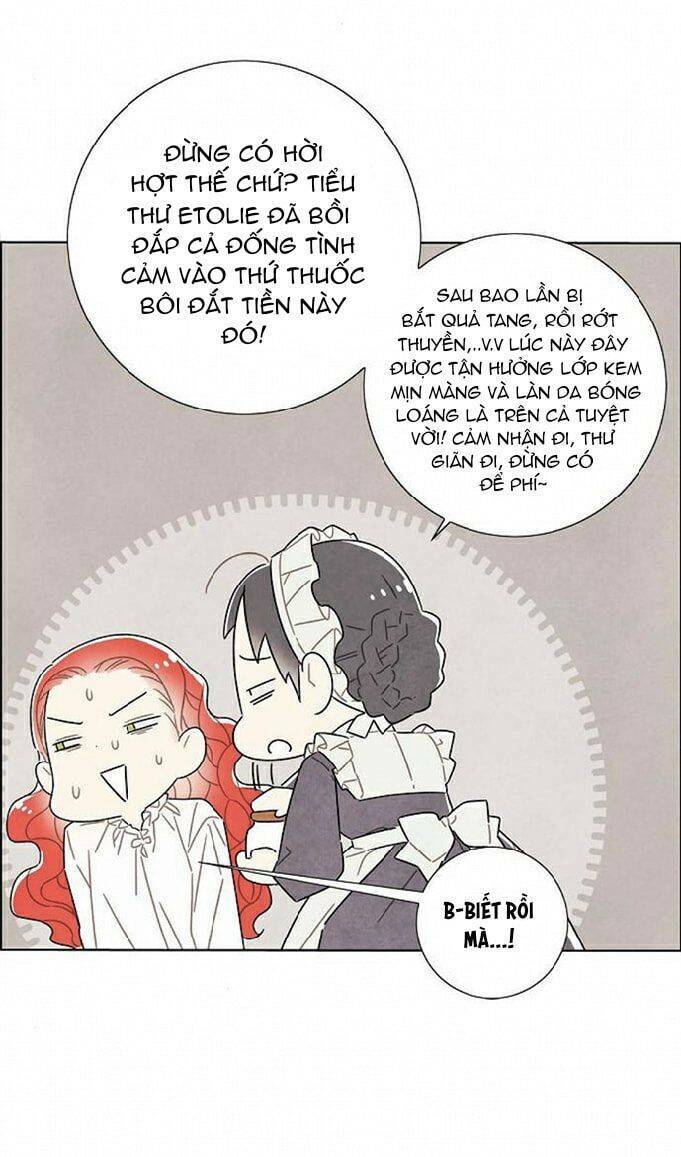 ĐỪNG CÓ HỜI
HỢT THẾ CHỨ? TIỂU
THƯ ETOLIE ĐÃ BỒI
ĐẮP CẢ ĐỐNG TÌNH
CẢM VÀO THỨ THUỐC
BÔI ĐẮT TIỀN NÀY
ĐÓ!
SAU BAO LẦN BỊ
BẮT QUẢ TANG, RỒI RỚT
THUYỀN,..V.V LÚC NÀY ĐÂY
ĐƯỢC TẬN HƯỞNG LỚP KEM
MỊN MÀNG VÀ LÀN DA BÓNG
LOÁNG LÀ TRÊN CẢ TUYỆT
VỜI! CẢM NHẬN ĐI, THƯ
GIÃN ĐI, ĐỪNG CÓ
ĐỂ PHÍ~
B-BIẾT RỒI
MÀ...!